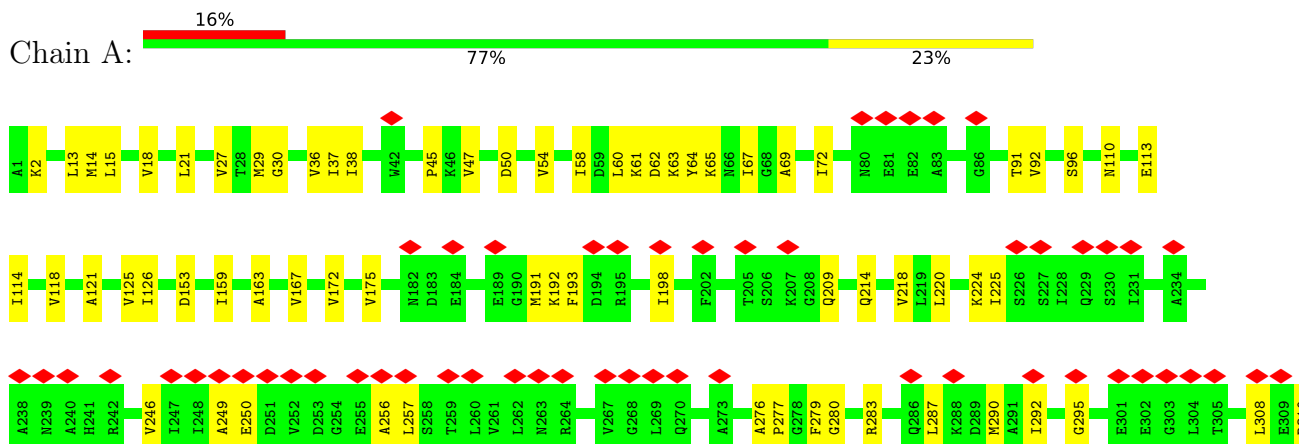 16%
Chain A:
77% 23%
A1 K2 L13 M14 L15 V18 L21 V27 T28 M29 G30 V36 I37 I38 W42 P45 K46 V47 D50 V54 I58 D59 L60 K61 D62 K63 Y64 K65 N66 I67 G68 A69 I72 N80 E81 E82 A83 G86 T91 V92 S96 N110 E113
I114 V118 A121 V125 I126 D153 I159 A163 V167 V172 V175 N182 D183 E184 E189 G190 M191 K192 F193 D194 R195 I198 F202 T205 S206 K207 G208 Q209 Q214 V218 L219 L220 K224 I225 S226 S227 I228 Q229 S230 I231 A234
A238 N239 A240 H241 R242 V246 I247 I248 A249 E250 D251 V252 D253 G254 E255 A256 L257 S258 T259 L260 V261 L262 N263 R264 V267 G268 L269 Q270 A273 A276 P277 G278 F279 G280 R283 Q286 L287 K288 D289 M290 A291 I292 G295 E301 E302 G303 L304 T305 L308 E309